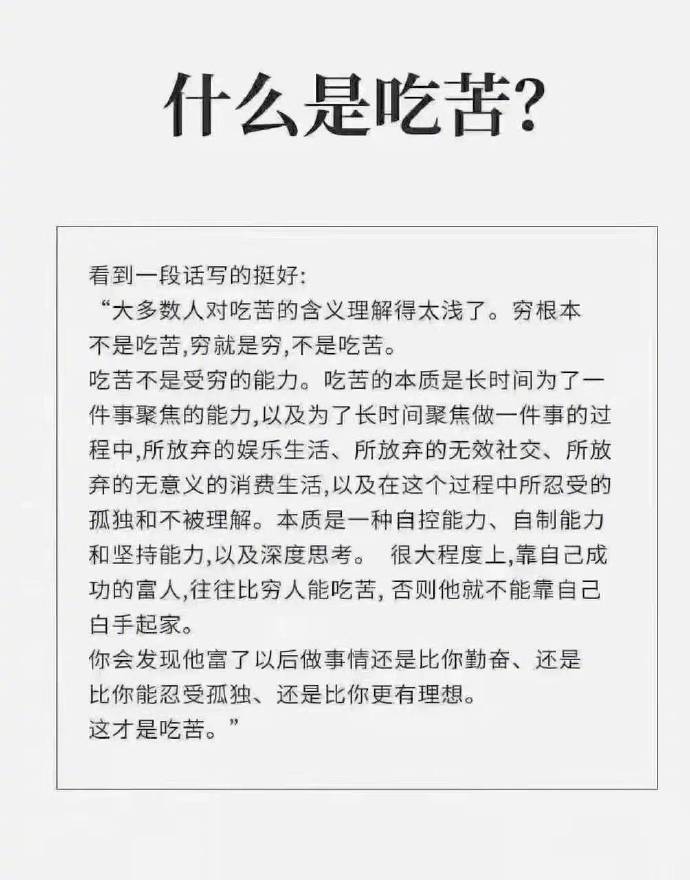 什么是吃苦？
看到一段话写的挺好:
“大多数人对吃苦的含义理解得太浅了。穷根本
不是吃苦,穷就是穷,不是吃苦。
吃苦不是受穷的能力。吃苦的本质是长时间为了一
件事聚焦的能力,以及为了长时间聚焦做一件事的过
程中,所放弃的娱乐生活、所放弃的无效社交、所放
弃的无意义的消费生活,以及在这个过程中所忍受的
孤独和不被理解。本质是一种自控能力、自制能力
和坚持能力,以及深度思考。 很大程度上,靠自己成
功的富人,往往比穷人能吃苦, 否则他就不能靠自己
白手起家。
你会发现他富了以后做事情还是比你勤奋、还是
比你能忍受孤独、还是比你更有理想。
这才是吃苦。”